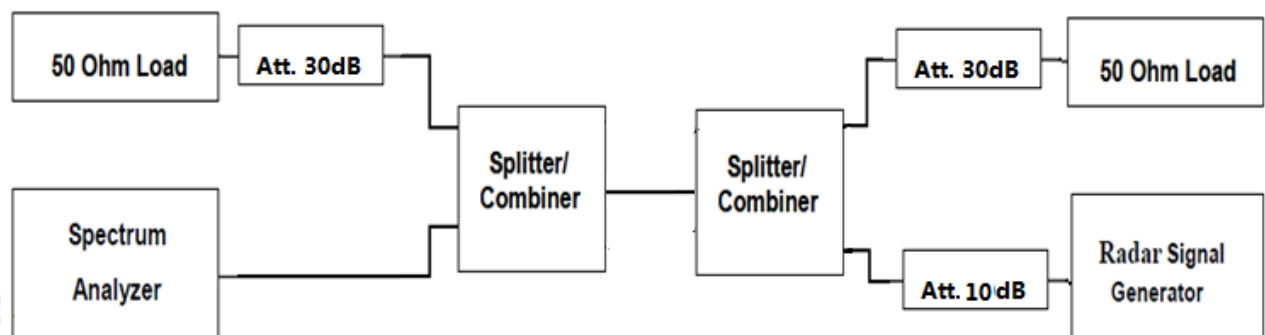 50 Ohm Load
Att. 30dB
Att. 30dB
50 Ohm Load
Splitter/
Combiner
Splitter/
Combiner
Spectrum
Analyzer
Radar Signal
Generator
Att. 10dB